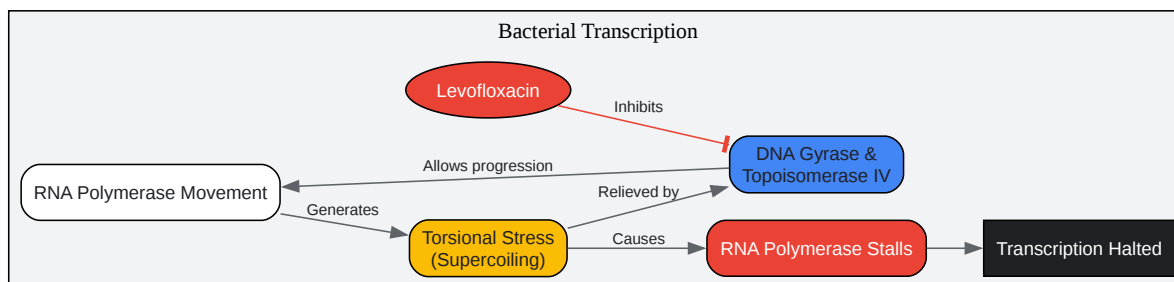 Bacterial Transcription
Levofloxacin
Inhibits
DNA Gyrase &
Topoisomerase IV
Allows progression
RNA Polymerase Movement
Relieved by
Generates
Torsional Stress
(Supercoiling)
Causes
RNA Polymerase Stalls
Transcription Halted